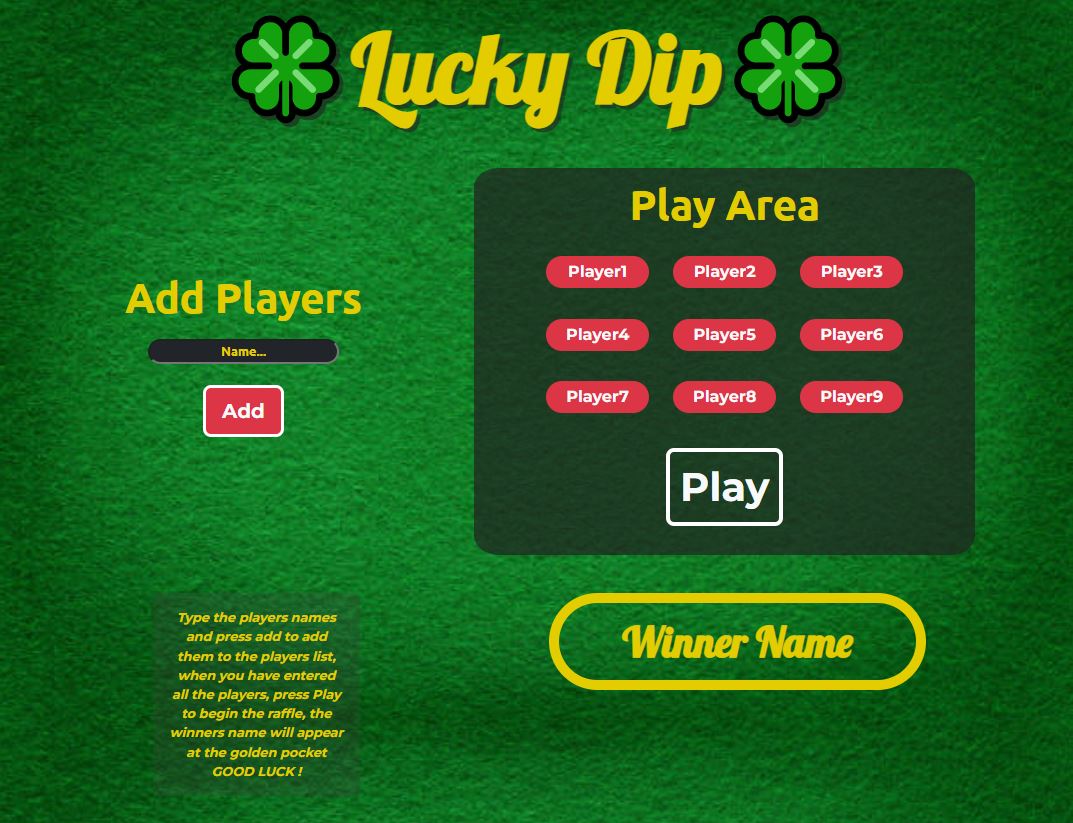 Lucky Dip
Play Area
Player1 Player2 Player3
Add Players
Player4 Player5 Player6
Name...
Player7 Player8 Player9
Add
Play
Type the players names
and press add to add
them to the players list,
when you have entered
all the players, press Play
to begin the raffle, the
winners name will appear
at the golden pocket
GOOD LUCK !
Winner Name